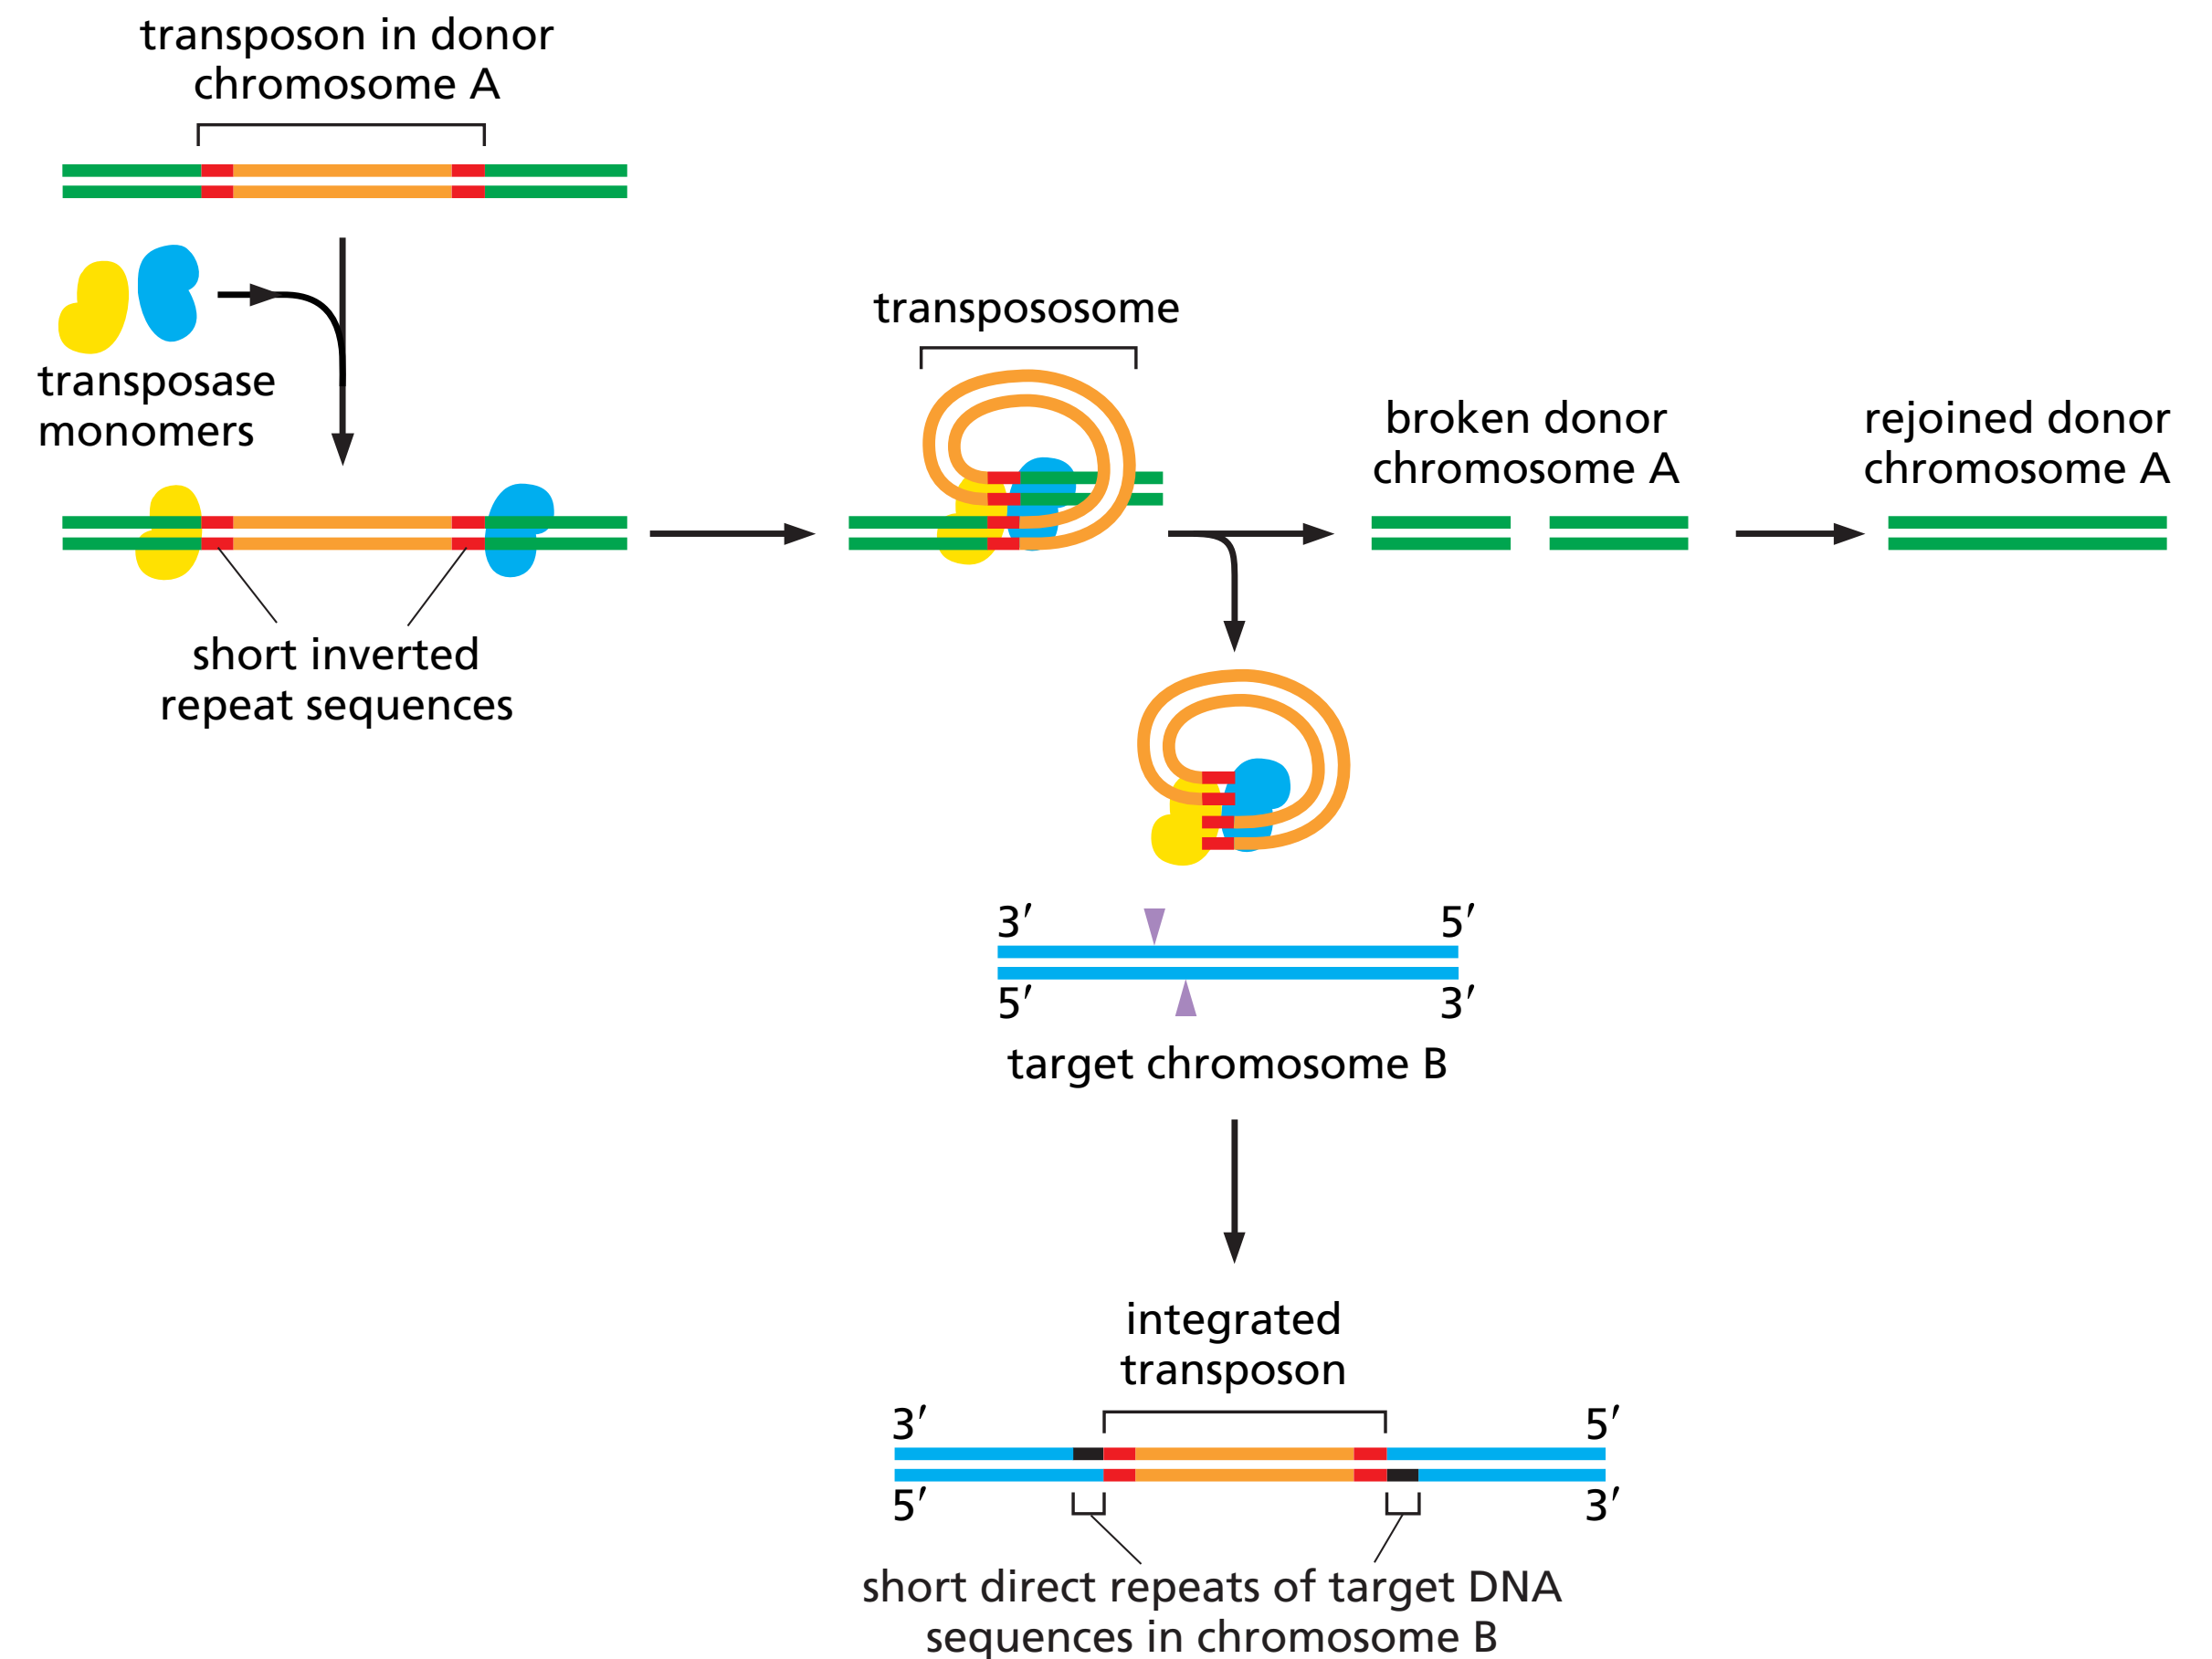 transposon in donor
chromosome A
transposase
monomers
short inverted
repeat sequences
transpososome
broken donor
chromosome A
rejoined donor
chromosome A
3′ 5′
5′ 3′
target chromosome B
integrated
transposon
3′ 5′
5′ 3′
short direct repeats of target DNA
sequences in chromosome B